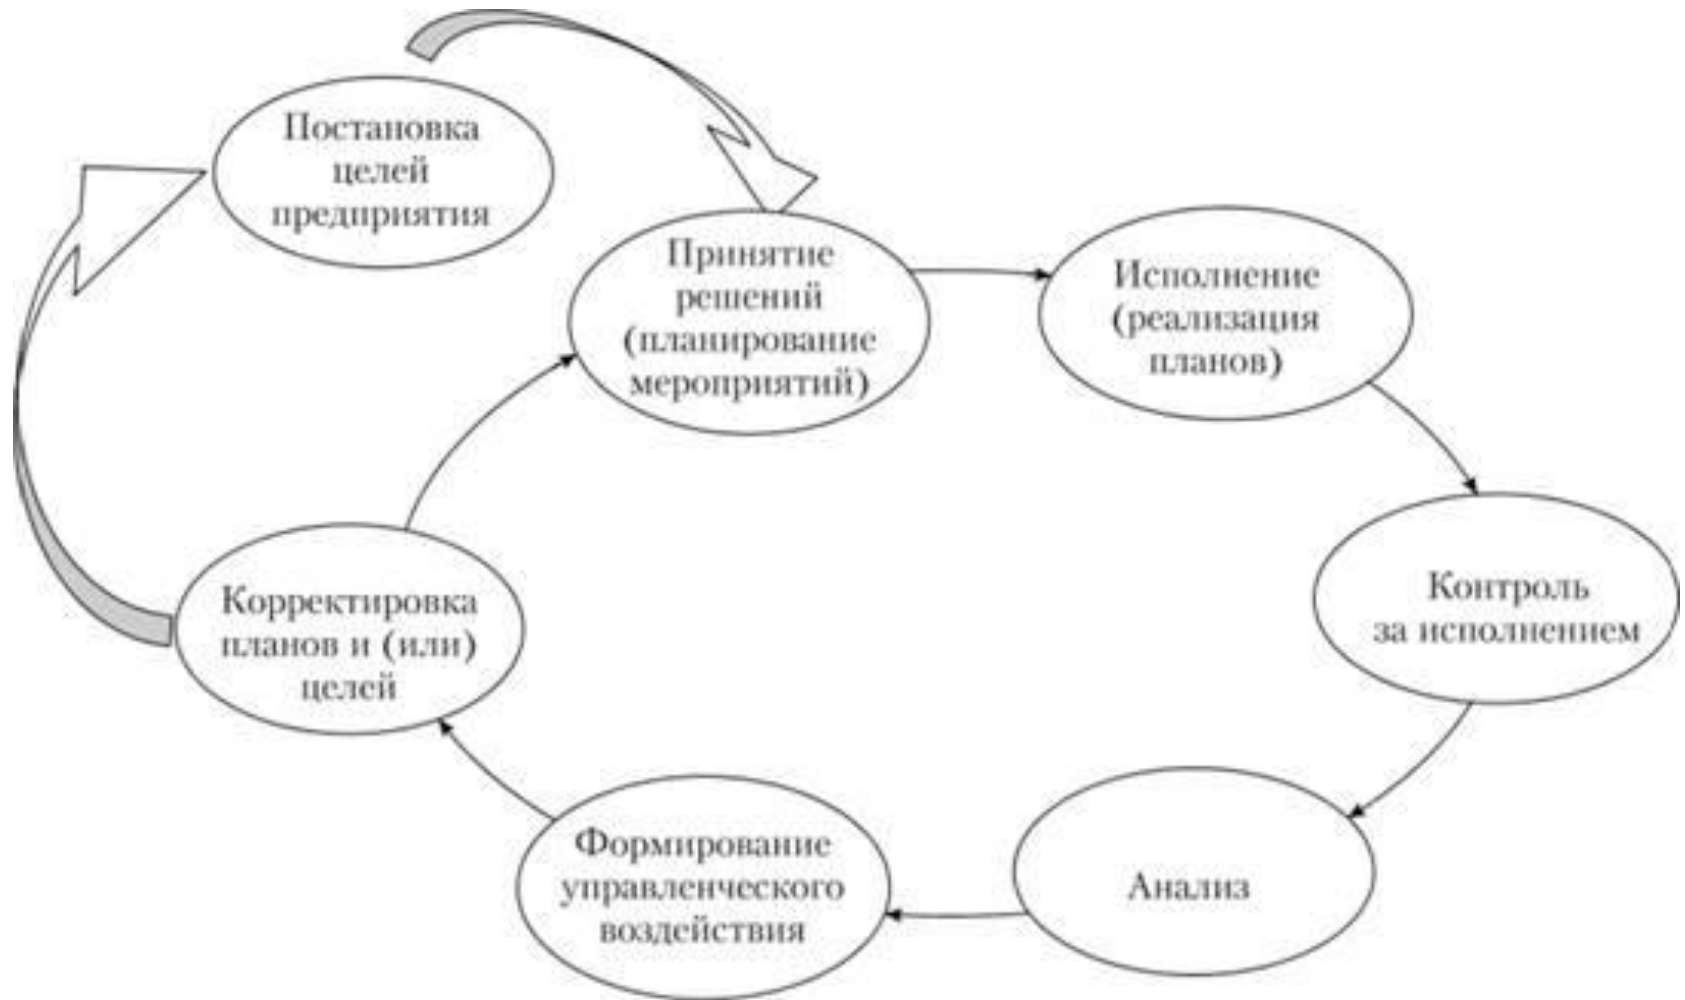 Постановка
целей
предприятия
Принятие
решений
(планирование
мероприятий)
Исполнение
(реализация
планов)
Контроль
за исполнением
Анализ
Формирование
управленческого
воздействия
Корректировка
планов и (или)
целей